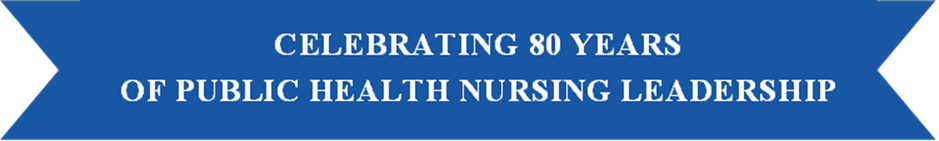 CELEBRATING 80 YEARS
OF PUBLIC HEALTH NURSING LEADERSHIP